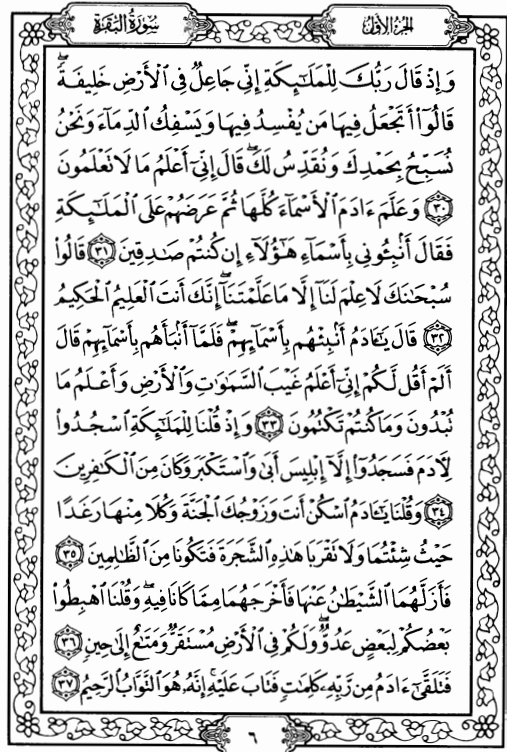 الجزء الأول سورة البقرة
وَإِذْ قَالَ رَبُّكَ لِلْمَلَـٰٓئِكَةِ إِنِّى جَاعِلٌ فِى ٱلْأَرْضِ خَلِيفَةً ۖ
قَالُوٓا۟ أَتَجْعَلُ فِيهَا مَن يُفْسِدُ فِيهَا وَيَسْفِكُ ٱلدِّمَآءَ وَنَحْنُ
نُسَبِّحُ بِحَمْدِكَ وَنُقَدِّسُ لَكَ ۖ قَالَ إِنِّىٓ أَعْلَمُ مَا لَا تَعْلَمُونَ
﴿٣٠﴾ وَعَلَّمَ ءَادَمَ ٱلْأَسْمَآءَ كُلَّهَا ثُمَّ عَرَضَهُمْ عَلَى ٱلْمَلَـٰٓئِكَةِ
فَقَالَ أَنۢبِـُٔونِى بِأَسْمَآءِ هَـٰٓؤُلَآءِ إِن كُنتُمْ صَـٰدِقِينَ ﴿٣١﴾ قَالُوا۟
سُبْحَـٰنَكَ لَا عِلْمَ لَنَآ إِلَّا مَا عَلَّمْتَنَآ ۖ إِنَّكَ أَنتَ ٱلْعَلِيمُ ٱلْحَكِيمُ
﴿٣٢﴾ قَالَ يَـٰٓـَٔادَمُ أَنۢبِئْهُم بِأَسْمَآئِهِمْ ۖ فَلَمَّآ أَنۢبَأَهُم بِأَسْمَآئِهِمْ قَالَ
أَلَمْ أَقُل لَّكُمْ إِنِّىٓ أَعْلَمُ غَيْبَ ٱلسَّمَـٰوَٰتِ وَٱلْأَرْضِ وَأَعْلَمُ مَا
تُبْدُونَ وَمَا كُنتُمْ تَكْتُمُونَ ﴿٣٣﴾ وَإِذْ قُلْنَا لِلْمَلَـٰٓئِكَةِ ٱسْجُدُوا۟
لِـَٔادَمَ فَسَجَدُوٓا۟ إِلَّآ إِبْلِيسَ أَبَىٰ وَٱسْتَكْبَرَ وَكَانَ مِنَ ٱلْكَـٰفِرِينَ
﴿٣٤﴾ وَقُلْنَا يَـٰٓـَٔادَمُ ٱسْكُنْ أَنتَ وَزَوْجُكَ ٱلْجَنَّةَ وَكُلَا مِنْهَا رَغَدًا
حَيْثُ شِئْتُمَا وَلَا تَقْرَبَا هَـٰذِهِ ٱلشَّجَرَةَ فَتَكُونَا مِنَ ٱلظَّـٰلِمِينَ ﴿٣٥﴾
فَأَزَلَّهُمَا ٱلشَّيْطَـٰنُ عَنْهَا فَأَخْرَجَهُمَا مِمَّا كَانَا فِيهِ ۖ وَقُلْنَا ٱهْبِطُوا۟
بَعْضُكُمْ لِبَعْضٍ عَدُوٌّ ۖ وَلَكُمْ فِى ٱلْأَرْضِ مُسْتَقَرٌّ وَمَتَـٰعٌ إِلَىٰ حِينٍ ﴿٣٦﴾
فَتَلَقَّىٰٓ ءَادَمُ مِن رَّبِّهِۦ كَلِمَـٰتٍ فَتَابَ عَلَيْهِ ۚ إِنَّهُۥ هُوَ ٱلتَّوَّابُ ٱلرَّحِيمُ ﴿٣٧﴾
٦